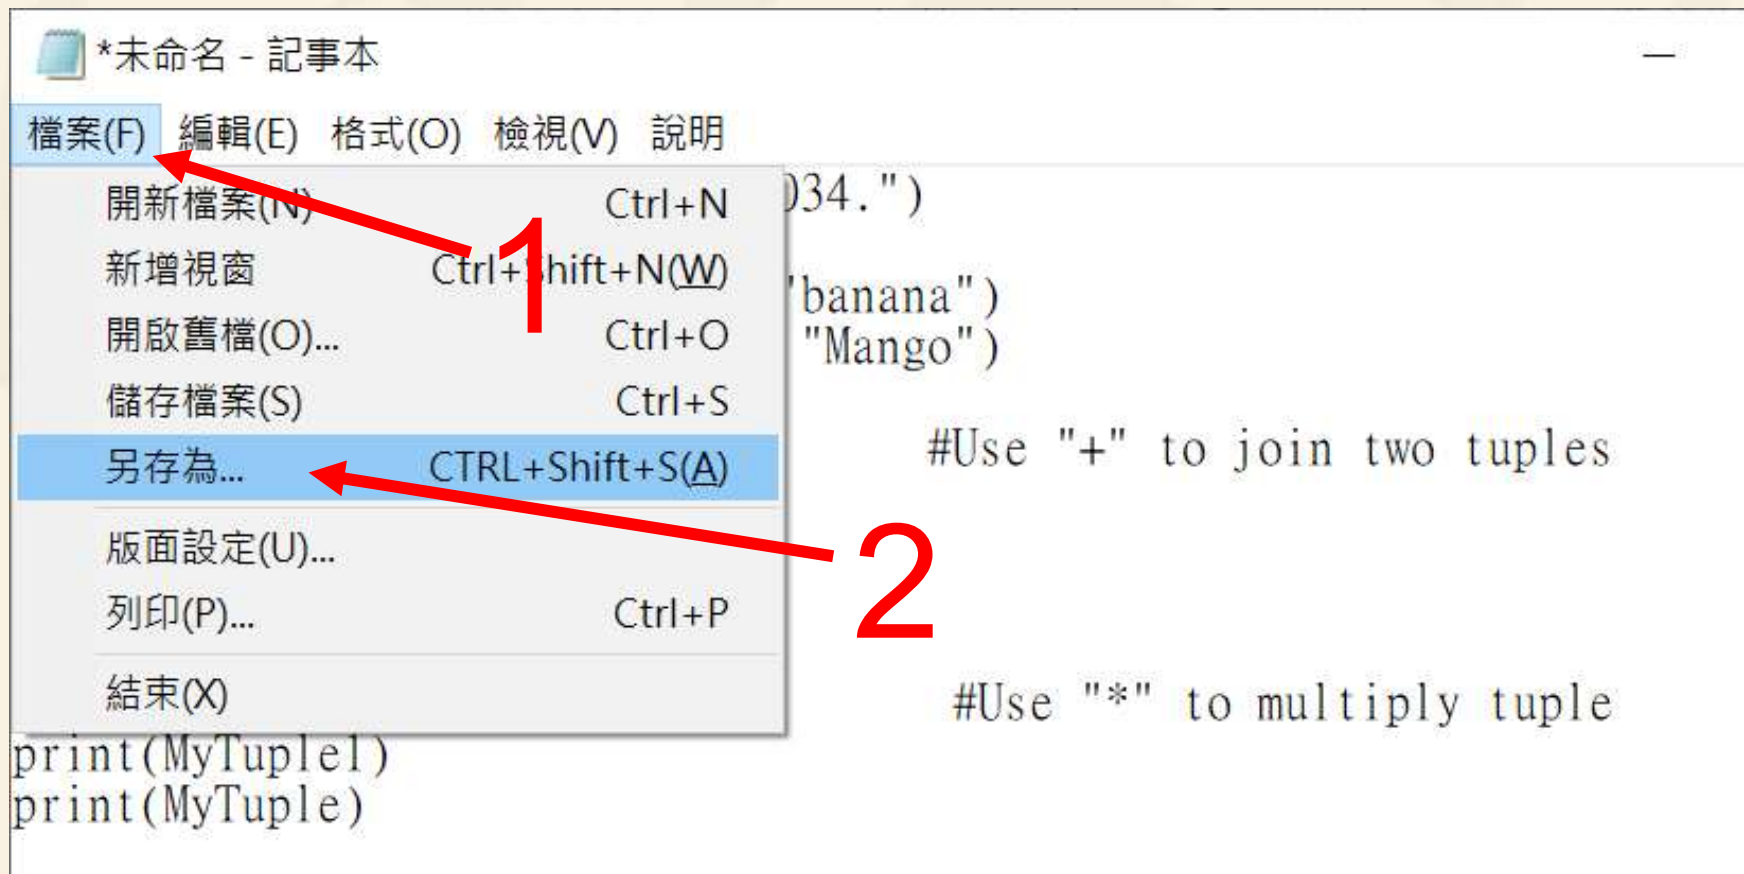 *未命名 - 記事本
檔案(F) 編輯(E) 格式(O) 檢視(V) 說明
開新檔案(N) Ctrl+N
新增視窗 Ctrl+Shift+N(W)
開啟舊檔(O)... Ctrl+O
儲存檔案(S) Ctrl+S
另存為... CTRL+Shift+S(A)
版面設定(U)...
列印(P)... Ctrl+P
結束(X)
1
2
034.")
"banana")
"Mango")
#Use "+" to join two tuples
#Use "*" to multiply tuple
print(MyTuple1)
print(MyTuple)